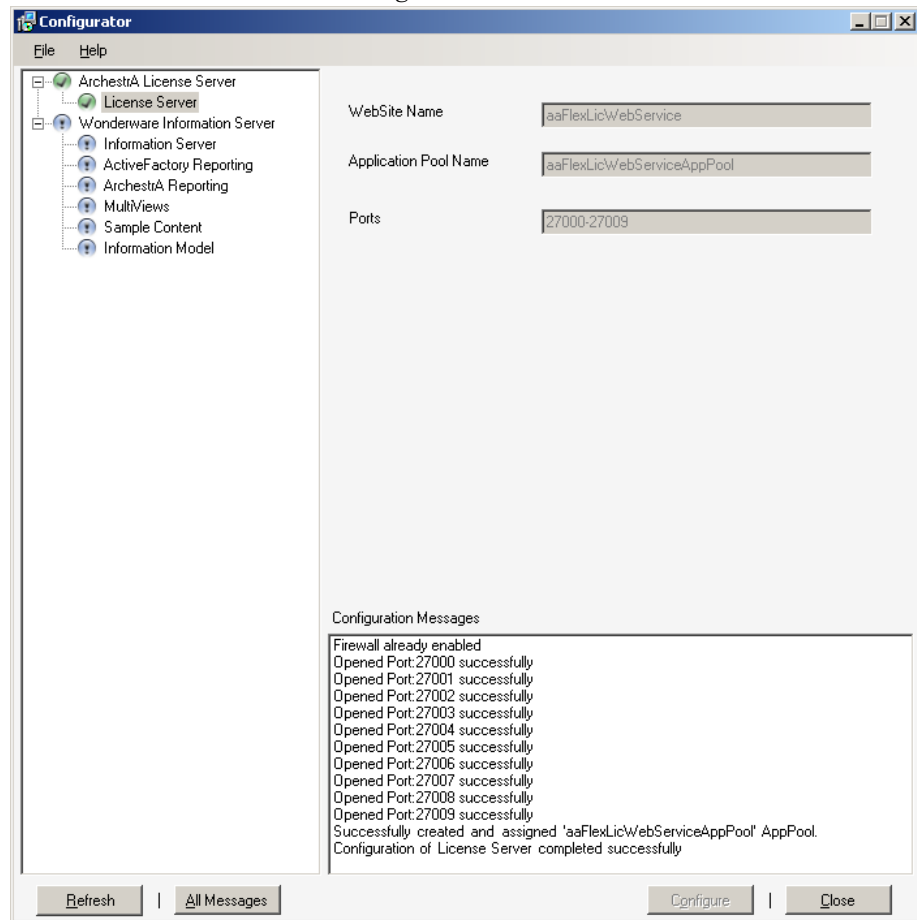 Configurator
File Help
ArchestrA License Server
License Server
Wonderware Information Server
Information Server
ActiveFactory Reporting
ArchestrA Reporting
MultiViews
Sample Content
Information Model
WebSite Name
aaFlexLicWebService
Application Pool Name
aaFlexLicWebServiceAppPool
Ports
27000-27009
Configuration Messages
Firewall already enabled
Opened Port:27000 successfully
Opened Port:27001 successfully
Opened Port:27002 successfully
Opened Port:27003 successfully
Opened Port:27004 successfully
Opened Port:27005 successfully
Opened Port:27006 successfully
Opened Port:27007 successfully
Opened Port:27008 successfully
Opened Port:27009 successfully
Successfully created and assigned 'aaFlexLicWebServiceAppPool' AppPool.
Configuration of License Server completed successfully
Refresh | All Messages Configure | Close